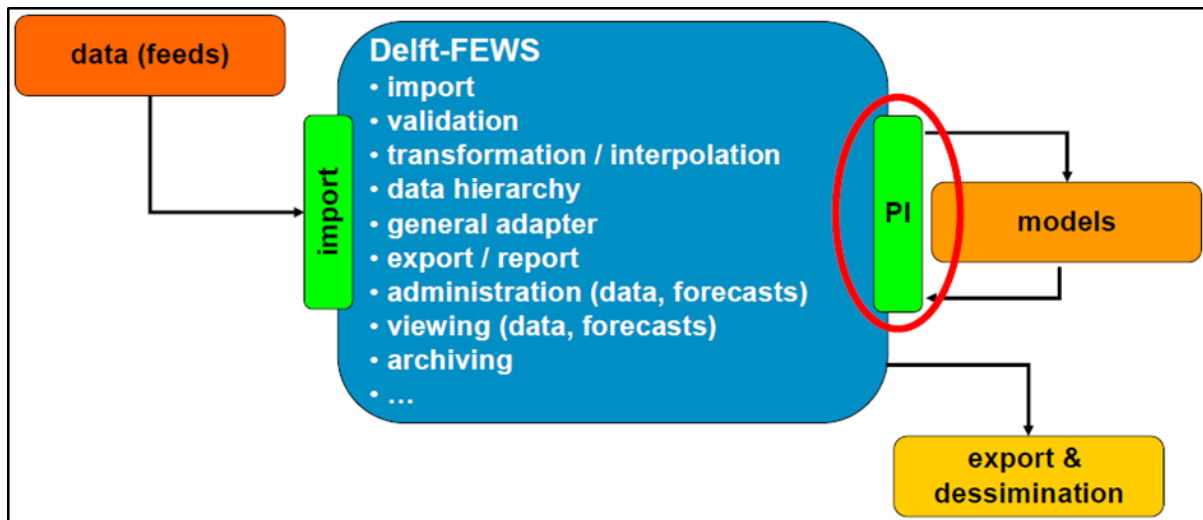 data (feeds)
import
Delft-FEWS
• import
• validation
• transformation / interpolation
• data hierarchy
• general adapter
• export / report
• administration (data, forecasts)
• viewing (data, forecasts)
• archiving
• ...
PI
models
export &
dessimination